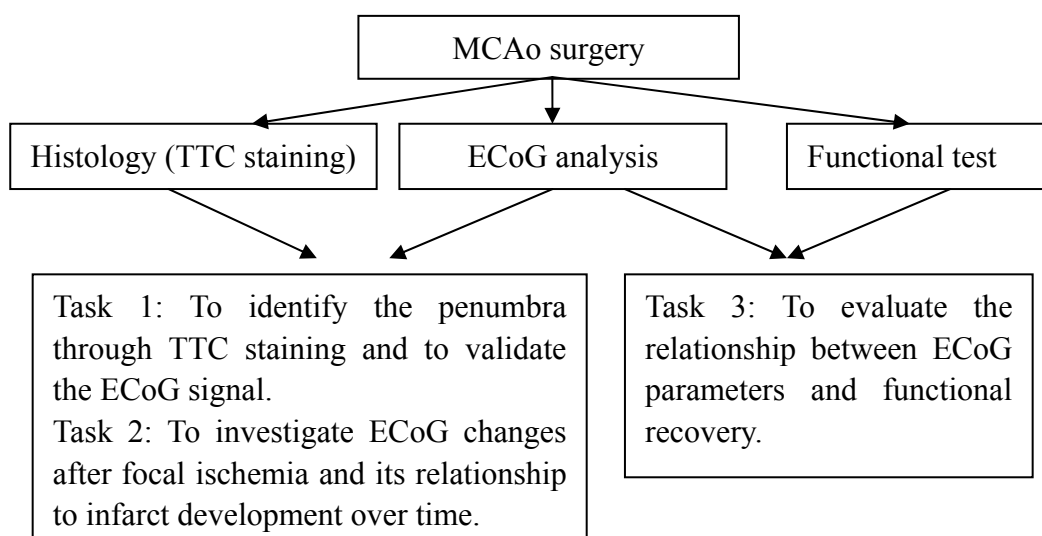 MCAo surgery
Histology (TTC staining)
ECoG analysis
Functional test
Task 1: To identify the penumbra
through TTC staining and to validate
the ECoG signal.
Task 2: To investigate ECoG changes
after focal ischemia and its relationship
to infarct development over time.
Task 3: To evaluate the
relationship between ECoG
parameters and functional
recovery.